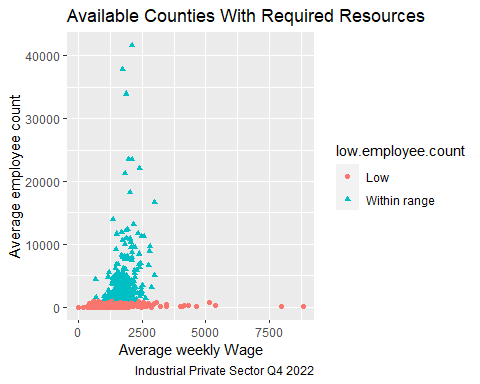 Available Counties With Required Resources
Average employee count
40000
30000
20000
10000
0
0 2500 5000 7500
Average weekly Wage
Industrial Private Sector Q4 2022
low.employee.count
Low
Within range